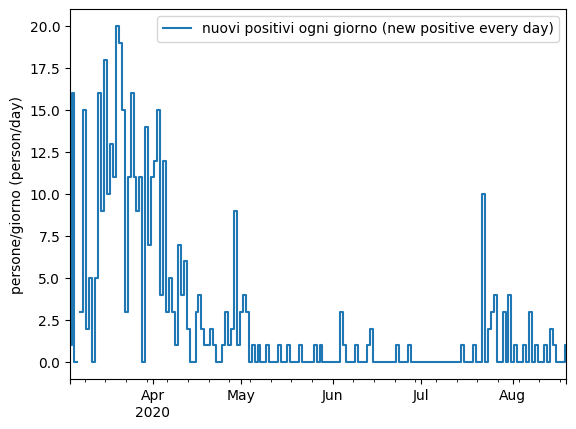 nuovi positivi ogni giorno (new positive every day)
persone/giorno (person/day)
20.0
17.5
15.0
12.5
10.0
7.5
5.0
2.5
0.0
Apr
2020
May
Jun
Jul
Aug